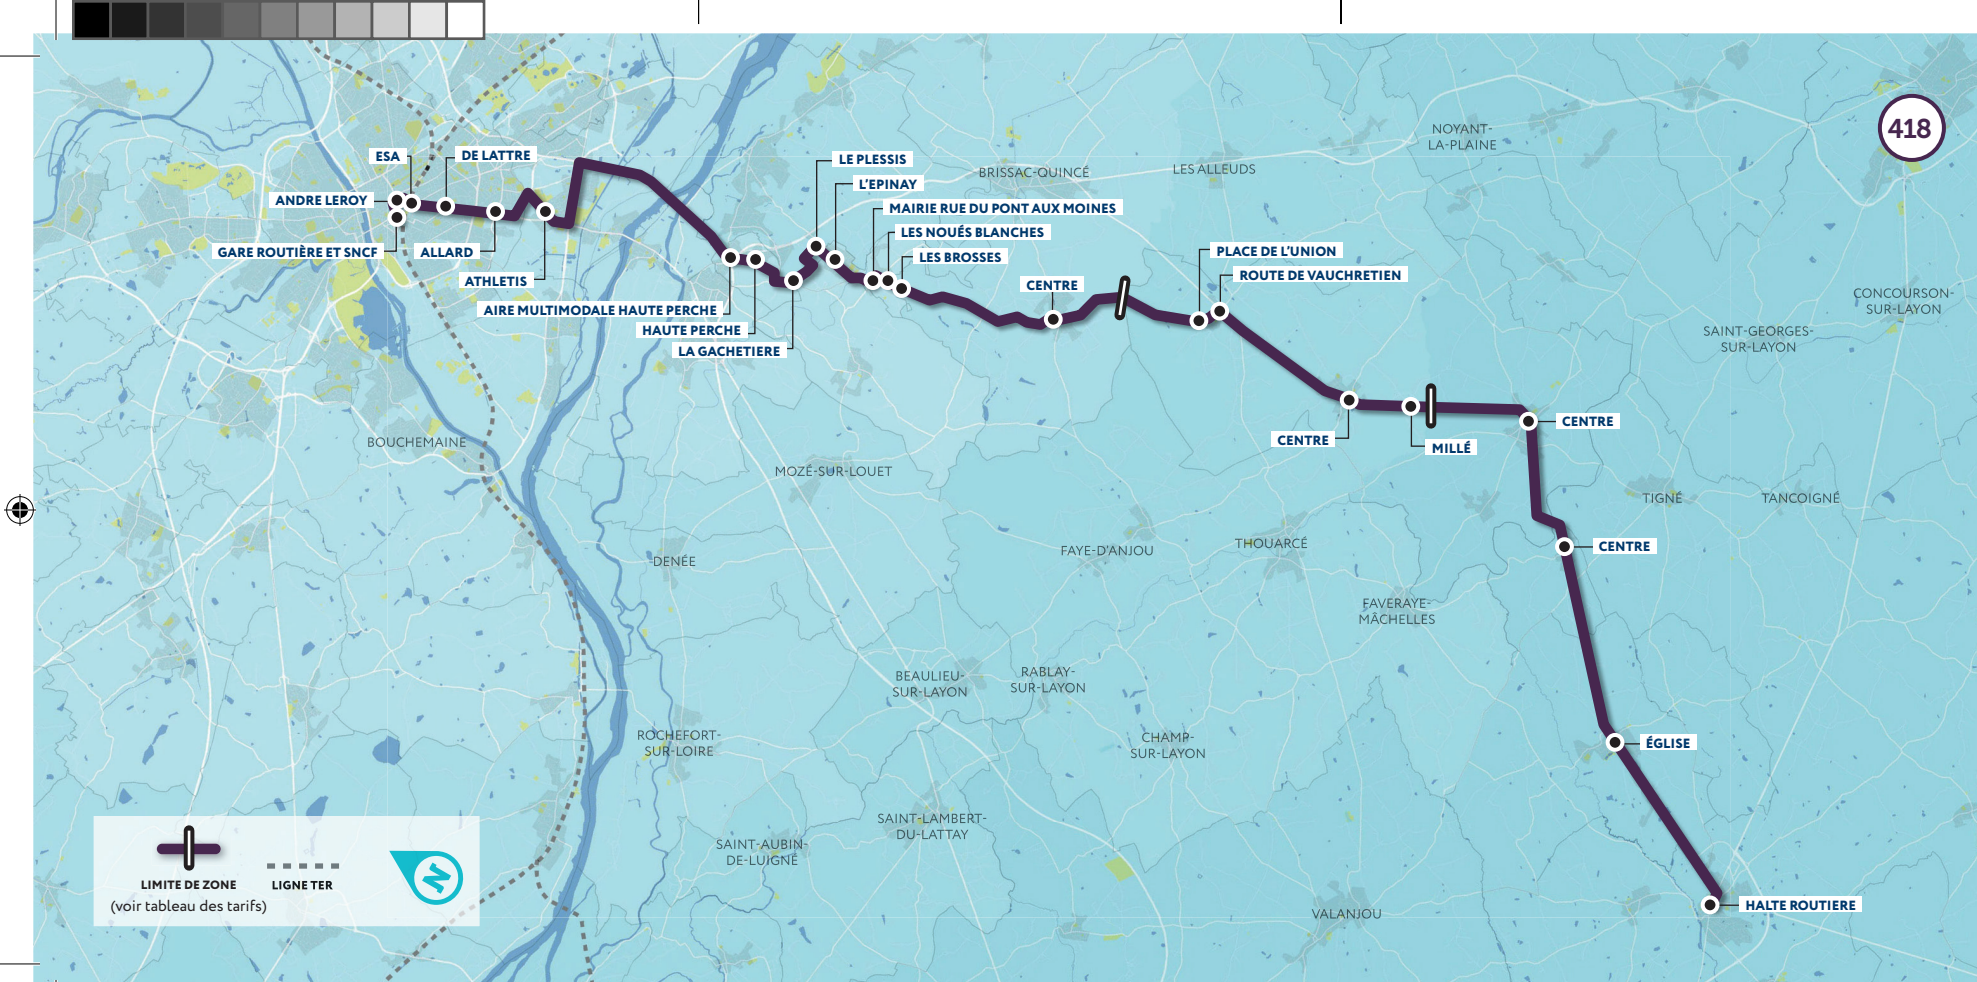 418
NOYANT-
LA-PLAINE
ESA
DE LATTRE
LE PLESSIS
BRISSAC-QUINCÉ
LES ALLEUDS
L'EPINAY
ANDRE LEROY
MAIRIE RUE DU PONT AUX MOINES
LES NOUÉS BLANCHES
GARE ROUTIÈRE ET SNCF
ALLARD
LES BROSSES
PLACE DE L'UNION
ROUTE DE VAUCHRETIEN
ATHLETIS
CENTRE
CONCOURSON-
SUR-LAYON
AIRE MULTIMODALE HAUTE PERCHE
HAUTE PERCHE
LA GACHETIERE
SAINT-GEORGES-
SUR-LAYON
CENTRE
MILLÉ
CENTRE
BOUCHEMAINE
MOZÉ-SUR-LOUET
TIGNÉ
TANCOIGNÉ
DENÉE
FAYE-D'ANJOU
THOUARCÉ
CENTRE
FAVERAYE-
MÂCHELLES
BEAULIEU-
SUR-LAYON
RABLAY-
SUR-LAYON
ROCHEFORT-
SUR-LOIRE
CHAMP-
SUR-LAYON
ÉGLISE
SAINT-LAMBERT-
DU-LATTAY
SAINT-AUBIN-
DE-LUIGNÉ
VALANJOU
HALTE ROUTIERE
LIMITE DE ZONE
(voir tableau des tarifs)
LIGNE TER
N